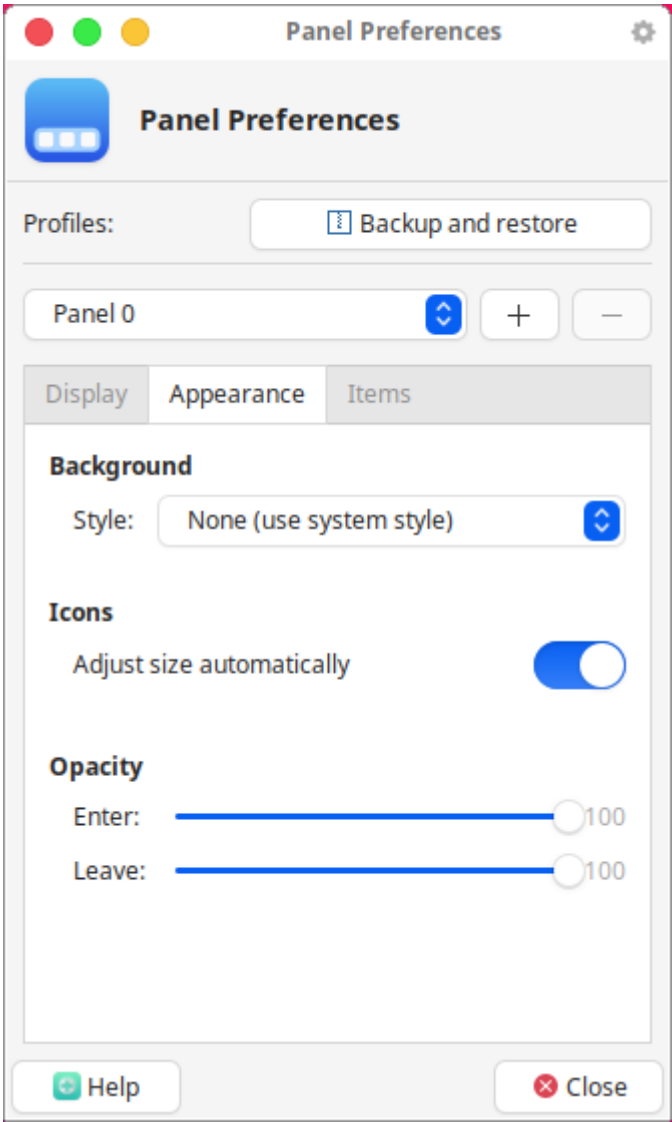 Panel Preferences
Panel Preferences
Profiles: Backup and restore
Panel 0
Display Appearance Items
Background
Style: None (use system style)
Icons
Adjust size automatically
Opacity
Enter: 100
Leave: 100
Help Close